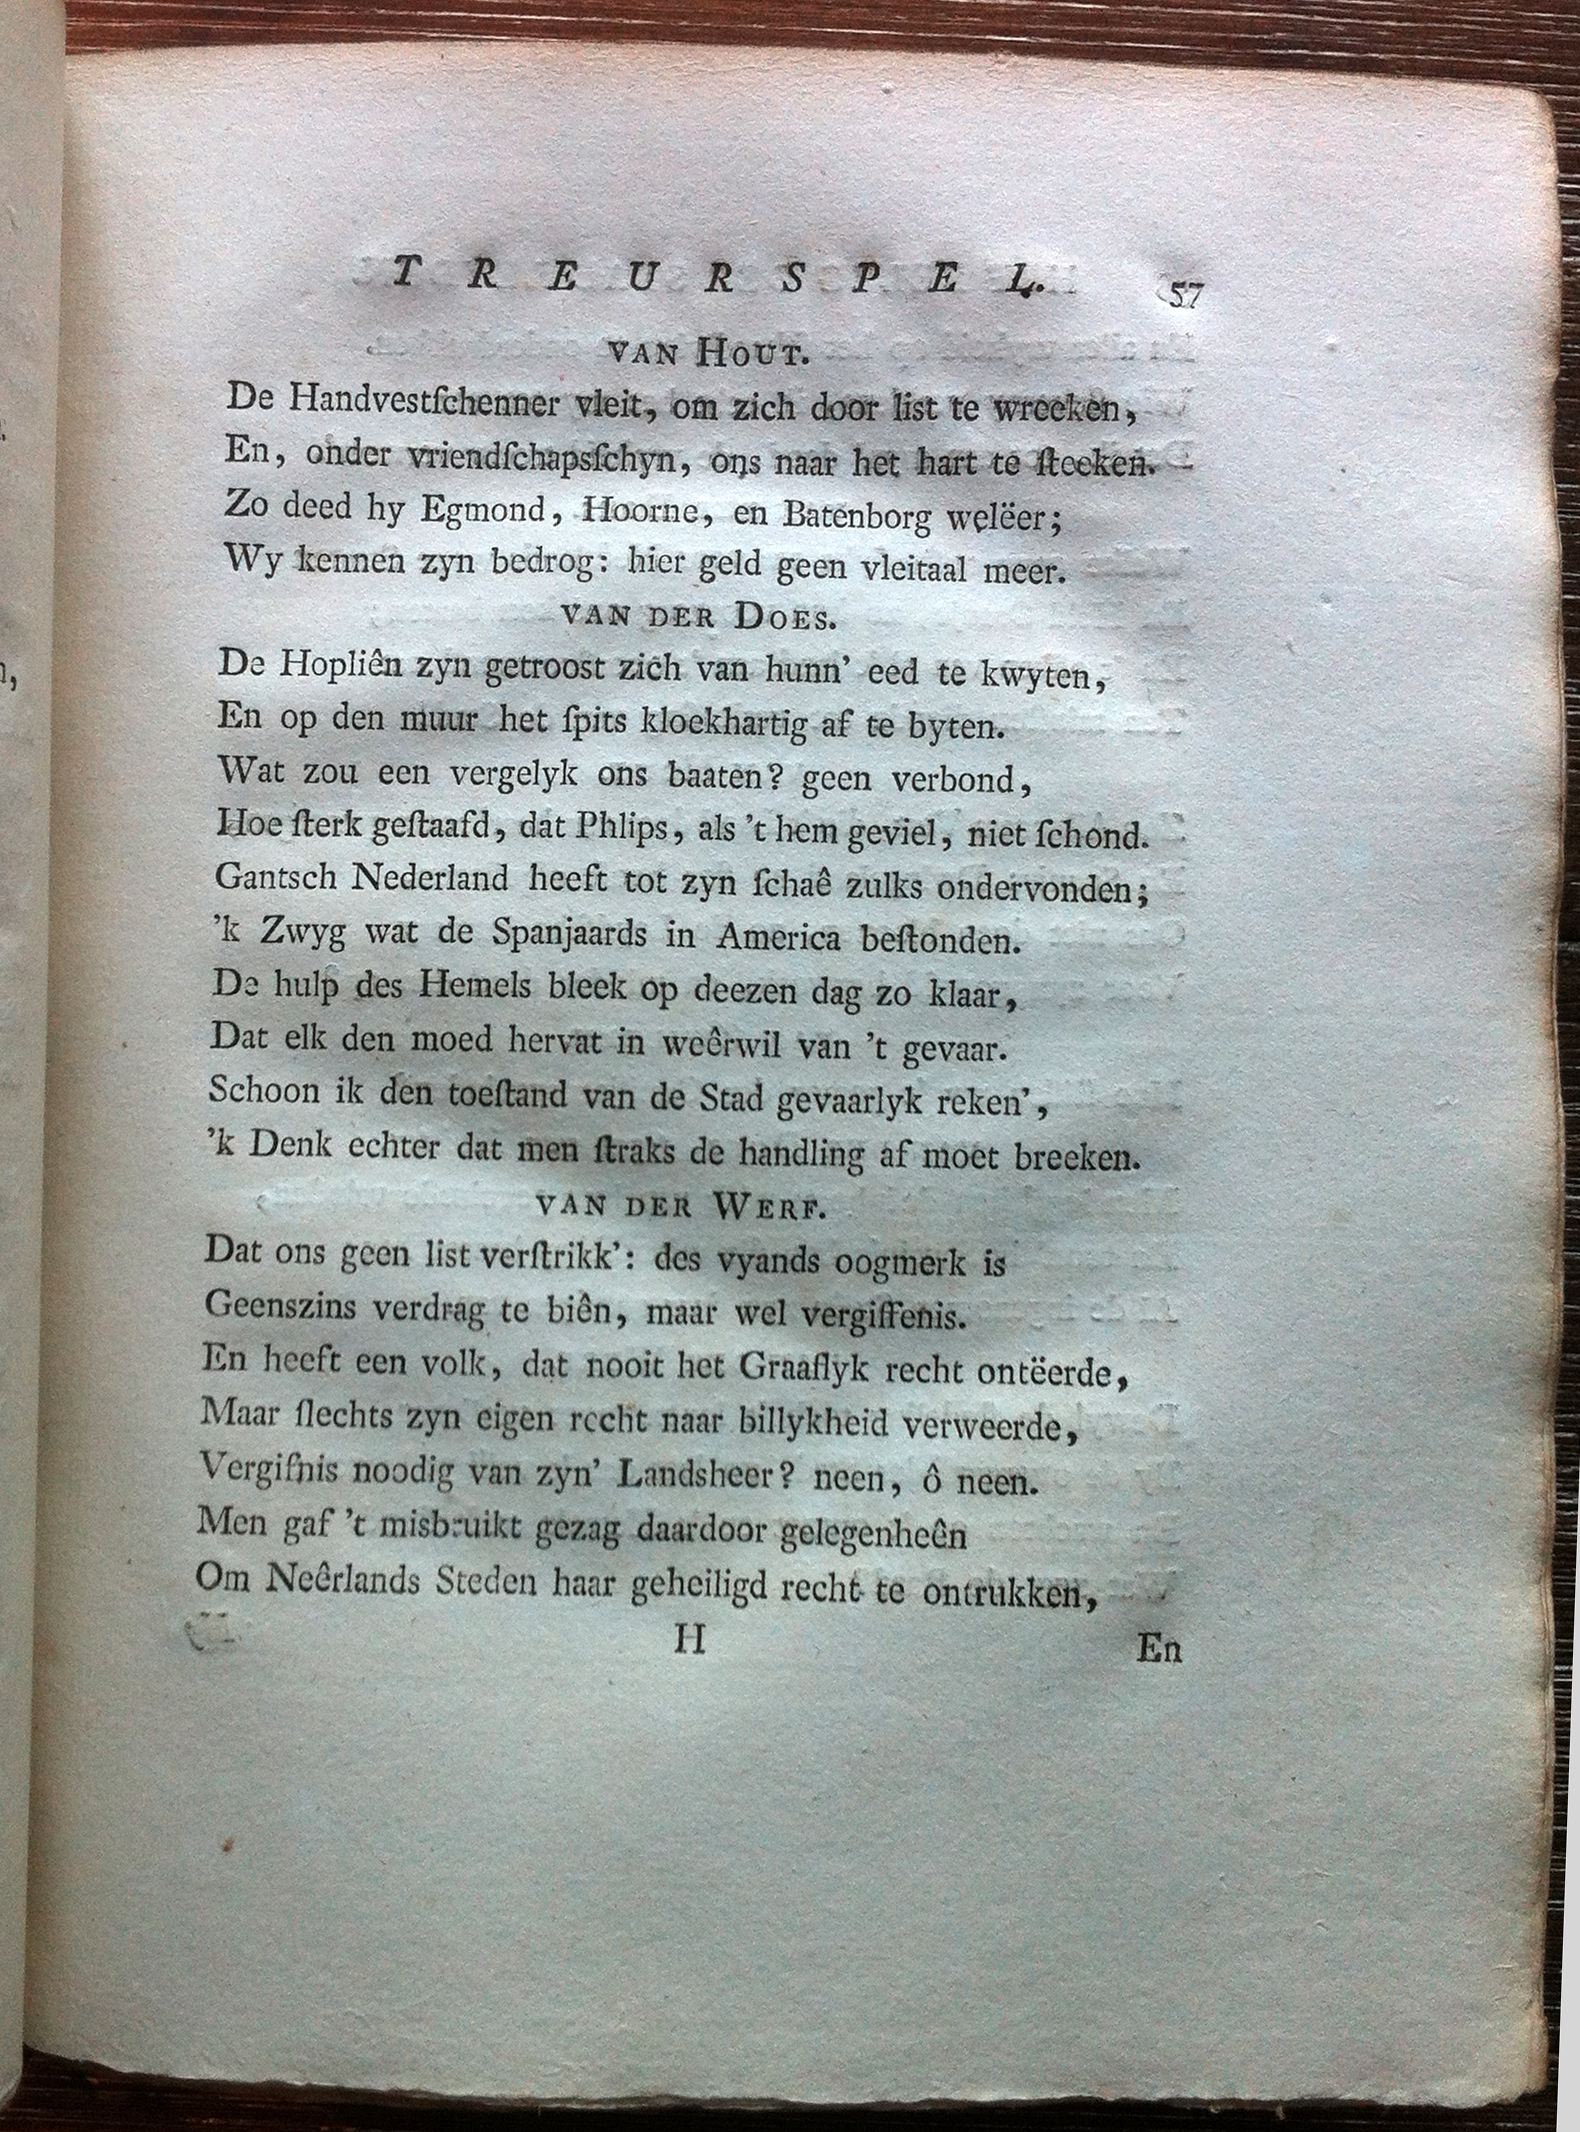 TREURSPEL. 57
VAN HOUT.
De Handvestſchenner vleit, om zich door list te wreeken,
En, onder vriendſchapsſchyn, ons naar het hart te ſteeken.
Zo deed hy Egmond, Hoorne, en Batenborg welëer;
Wy kennen zyn bedrog: hier geld geen vleitaal meer.
VAN DER DOES.
De Hopliên zyn getroost zich van hunn’ eed te kwyten,
En op den muur het ſpits kloekhartig af te byten.
Wat zou een vergelyk ons baaten? geen verbond,
Hoe ſterk geſtaafd, dat Phlips, als ’t hem geviel, niet ſchond.
Gantsch Nederland heeft tot zyn ſchaê zulks ondervonden;
’k Zwyg wat de Spanjaards in America beſtonden.
De hulp des Hemels bleek op deezen dag zo klaar,
Dat elk den moed hervat in weêrwil van ’t gevaar.
Schoon ik den toeſtand van de Stad gevaarlyk reken’,
’k Denk echter dat men ſtraks de handling af moet breeken.
VAN DER WERF.
Dat ons geen list verſtrikk’: des vyands oogmerk is
Geenszins verdrag te biên, maar wel vergiffenis.
En heeft een volk, dat nooit het Graaflyk recht ontëerde,
Maar ſlechts zyn eigen recht naar billykheid verweerde,
Vergifnis noodig van zyn’ Landsheer? neen, ô neen.
Men gaf ’t misbruikt gezag daardoor gelegenheên
Om Neêrlands Steden haar geheiligd recht te ontrukken,
H En